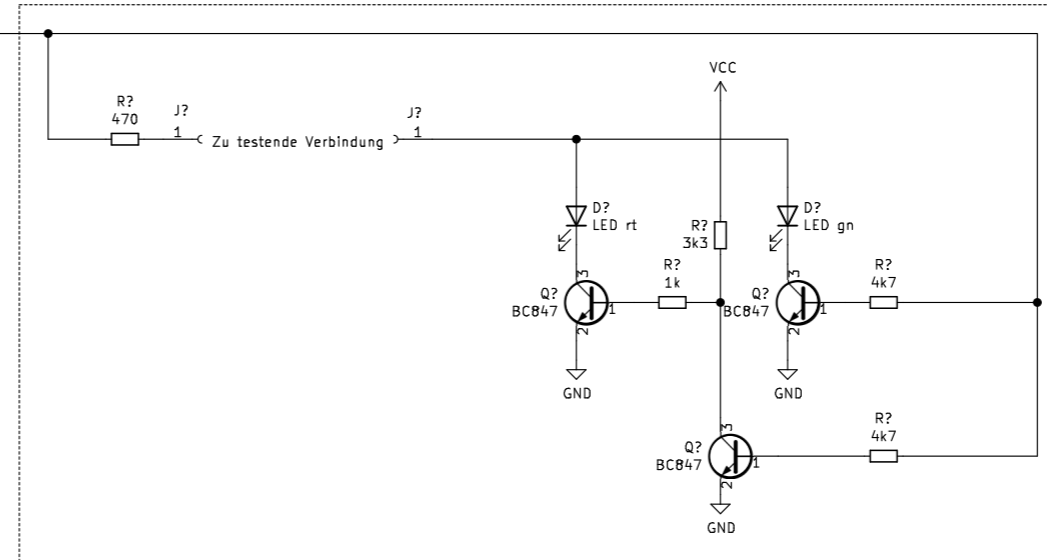 VCC
R?
470
J?
1
Zu testende Verbindung
J?
1
D?
LED rt
R?
3k3
D?
LED gn
Q?
BC847
3
1
2
R?
1k
Q?
BC847
3
1
2
R?
4k7
GND
GND
Q?
BC847
3
1
2
R?
4k7
GND